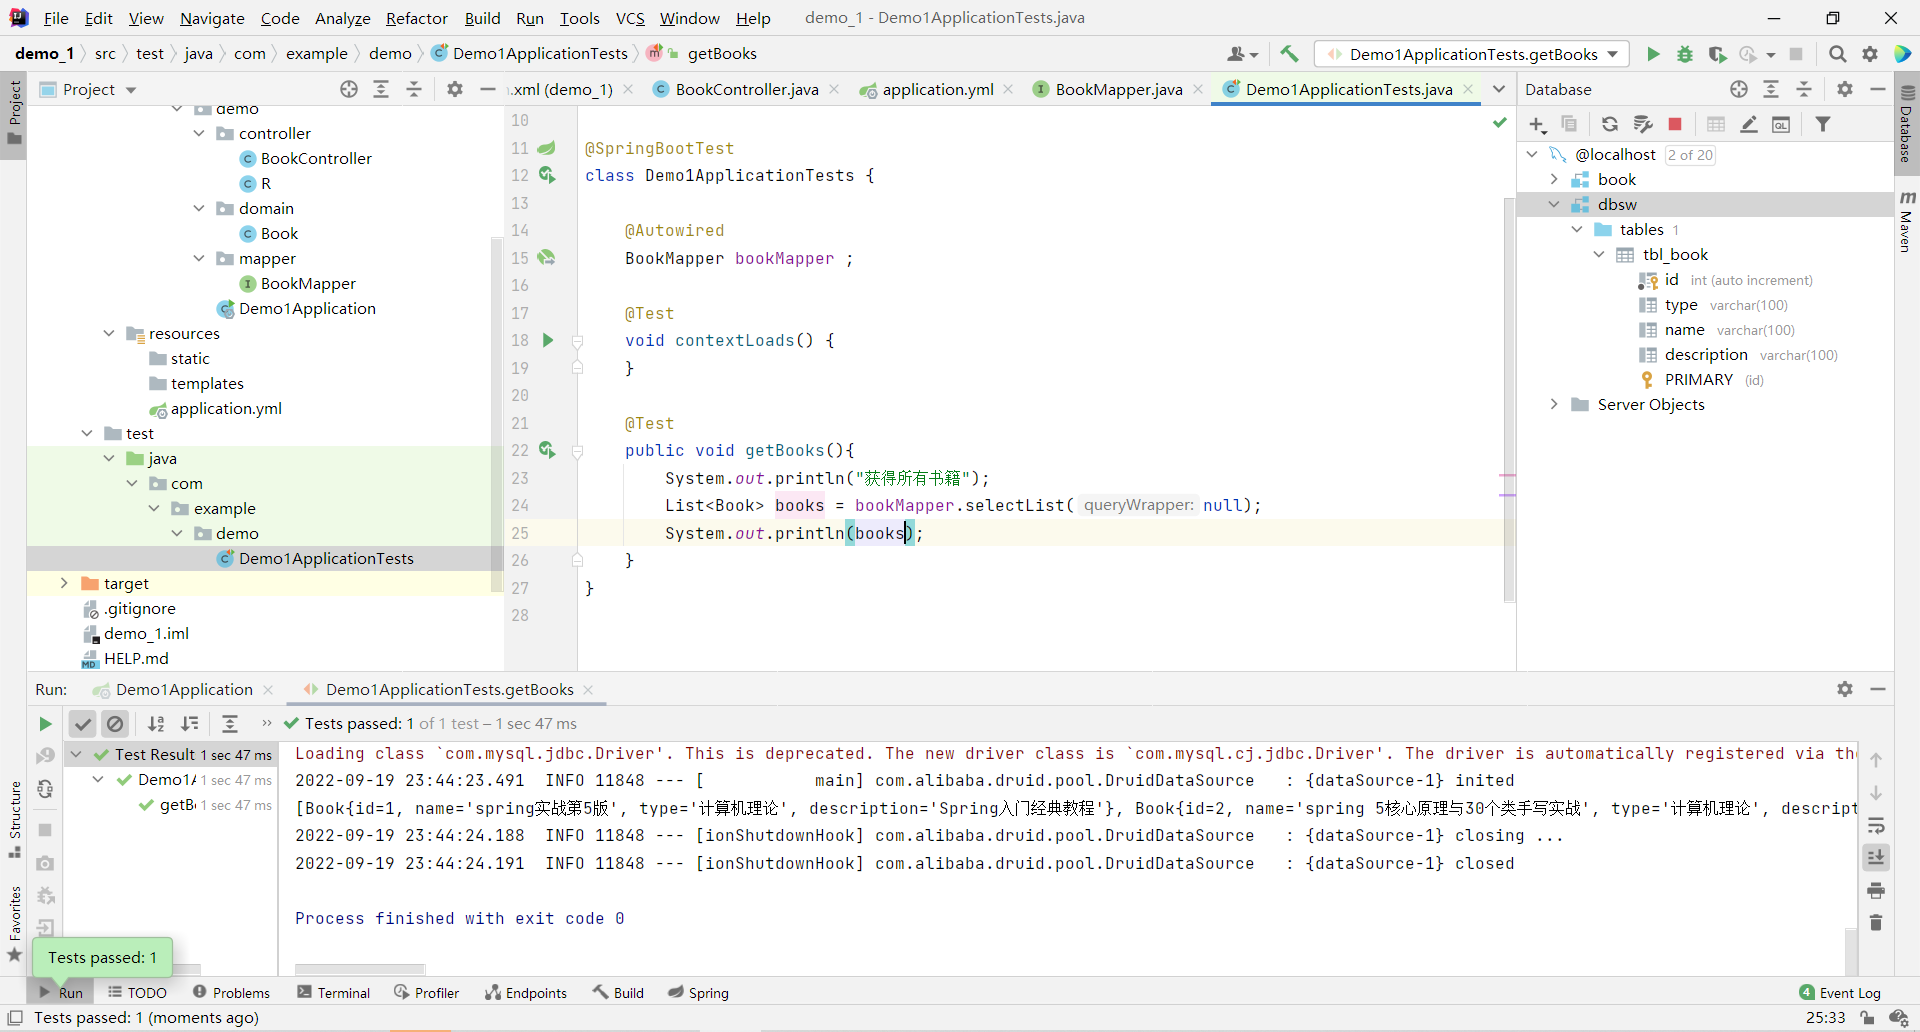 File Edit View Navigate Code Analyze Refactor Build Run Tools VCS Window Help demo_1 - Demo1ApplicationTests.java
demo_1 src test java com example demo Demo1ApplicationTests getBooks
Demo1ApplicationTests.getBooks
Project
Project
.xml (demo_1) BookController.java application.yml BookMapper.java Demo1ApplicationTests.java
demo
controller
BookController
R
domain
Book
mapper
BookMapper
Demo1Application
resources
static
templates
application.yml
test
java
com
example
demo
Demo1ApplicationTests
target
.gitignore
demo_1.iml
HELP.md
10
11 @SpringBootTest
12 class Demo1ApplicationTests {
13
14 @Autowired
15 BookMapper bookMapper ;
16
17 @Test
18 void contextLoads() {
19 }
20
21 @Test
22 public void getBooks(){
23 System.out.println("获得所有书籍");
24 List<Book> books = bookMapper.selectList( queryWrapper: null);
25 System.out.println(books);
26 }
27 }
28
Database
Database
Maven
@localhost 2 of 20
book
dbsw
tables 1
tbl_book
id int (auto increment)
type varchar(100)
name varchar(100)
description varchar(100)
PRIMARY (id)
Server Objects
Run: Demo1Application Demo1ApplicationTests.getBooks
Tests passed: 1 of 1 test – 1 sec 47 ms
Test Result 1 sec 47 ms
Demo1A 1 sec 47 ms
getB 1 sec 47 ms
Loading class `com.mysql.jdbc.Driver'. This is deprecated. The new driver class is `com.mysql.cj.jdbc.Driver'. The driver is automatically registered via the
2022-09-19 23:44:23.491  INFO 11848 --- [           main] com.alibaba.druid.pool.DruidDataSource   : {dataSource-1} inited
[Book{id=1, name='spring实战第5版', type='计算机理论', description='Spring入门经典教程'}, Book{id=2, name='spring 5核心原理与30个类手写实战', type='计算机理论', descript
2022-09-19 23:44:24.188  INFO 11848 --- [ionShutdownHook] com.alibaba.druid.pool.DruidDataSource   : {dataSource-1} closing ...
2022-09-19 23:44:24.191  INFO 11848 --- [ionShutdownHook] com.alibaba.druid.pool.DruidDataSource   : {dataSource-1} closed
Process finished with exit code 0
Structure
Favorites
Tests passed: 1
Run TODO Problems Terminal Profiler Endpoints Build Spring 4 Event Log
Tests passed: 1 (moments ago) 25:33